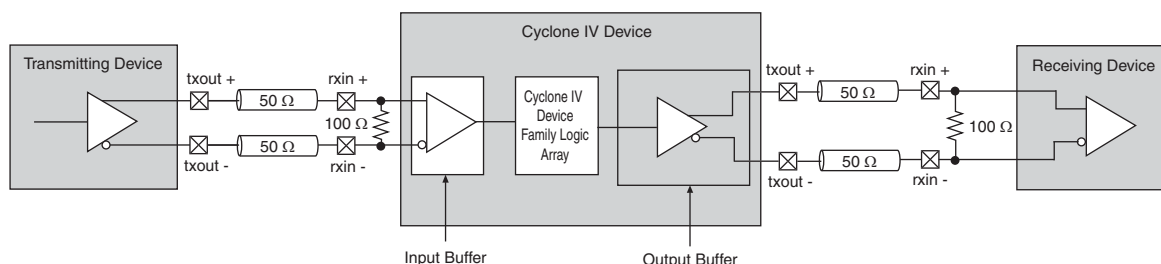 Cyclone IV Device
Transmitting Device
txout +
rxin +
txout +
rxin +
Receiving Device
50 Ω
50 Ω
100 Ω
Cyclone IV
Device
Family Logic
Array
100 Ω
50 Ω
50 Ω
txout -
rxin -
txout -
rxin -
Input Buffer
Output Buffer